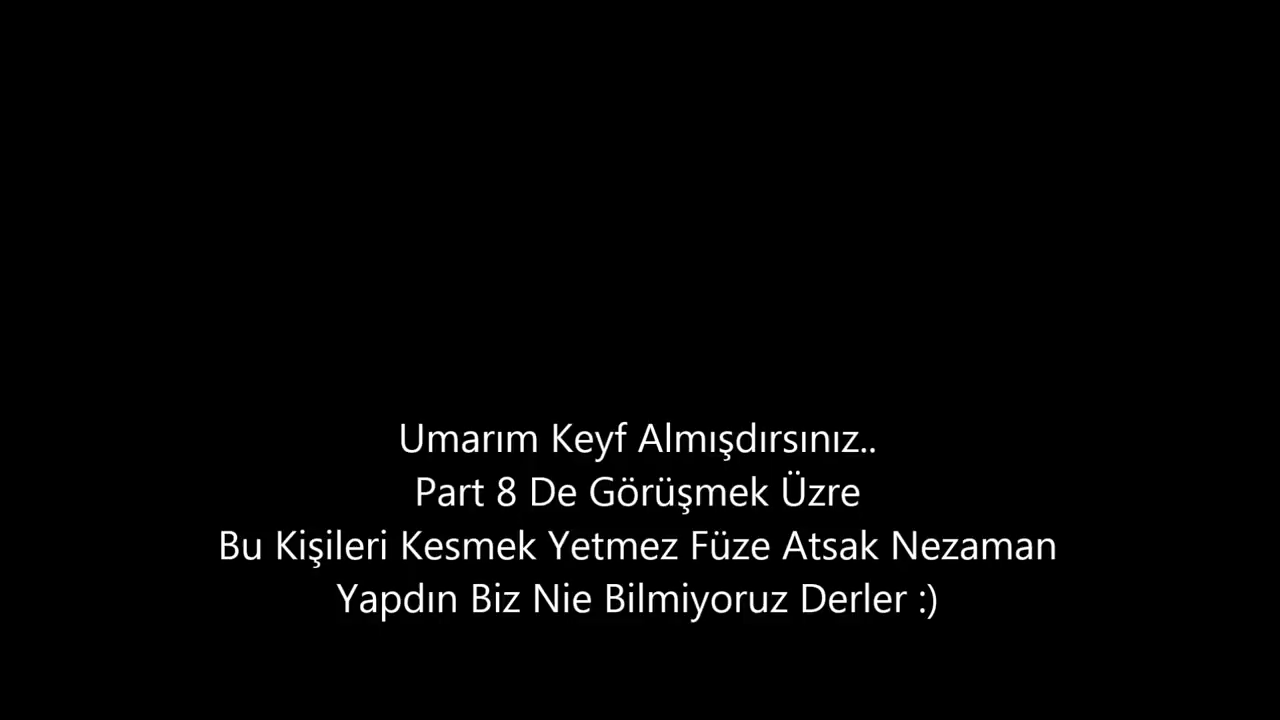 Umarım Keyf Almışdırsınız..
Part 8 De Görüşmek Üzre
Bu Kişileri Kesmek Yetmez Füze Atsak Nezaman
Yapdın Biz Nie Bilmiyoruz Derler :)